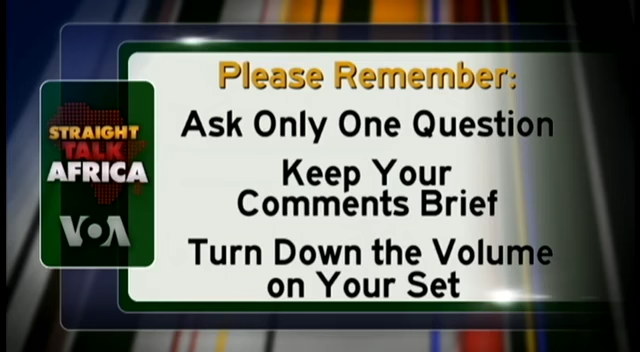 Please Remember:
Ask Only One Question
Keep Your
Comments Brief
Turn Down the Volume
on Your Set
STRAIGHT
TALK
AFRICA
VOA